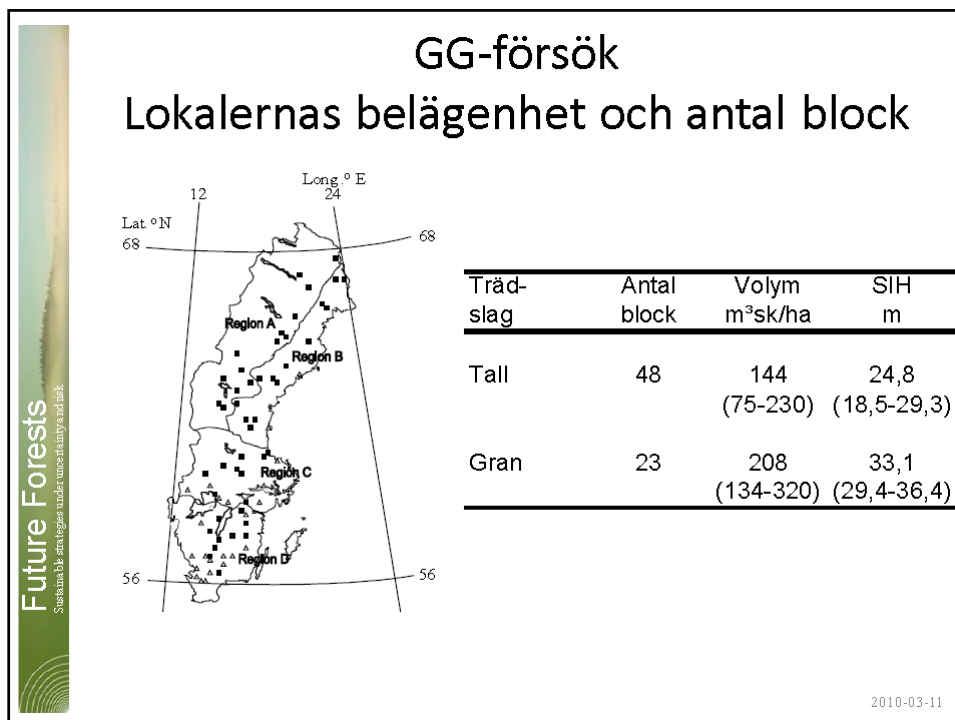 GG-försök
Lokalernas belägenhet och antal block
Long.º E
12
24
Lat. ºN
68
68
Region A
Region B
Region C
Region D
56
56
Träd-
slag
Antal
block
Volym
m³sk/ha
SIH
m
Tall
48
144
24,8
(75-230)
(18,5-29,3)
Gran
23
208
33,1
(134-320)
(29,4-36,4)
Future Forests
Sustainable strategies under uncertainty and risk
2010-03-11